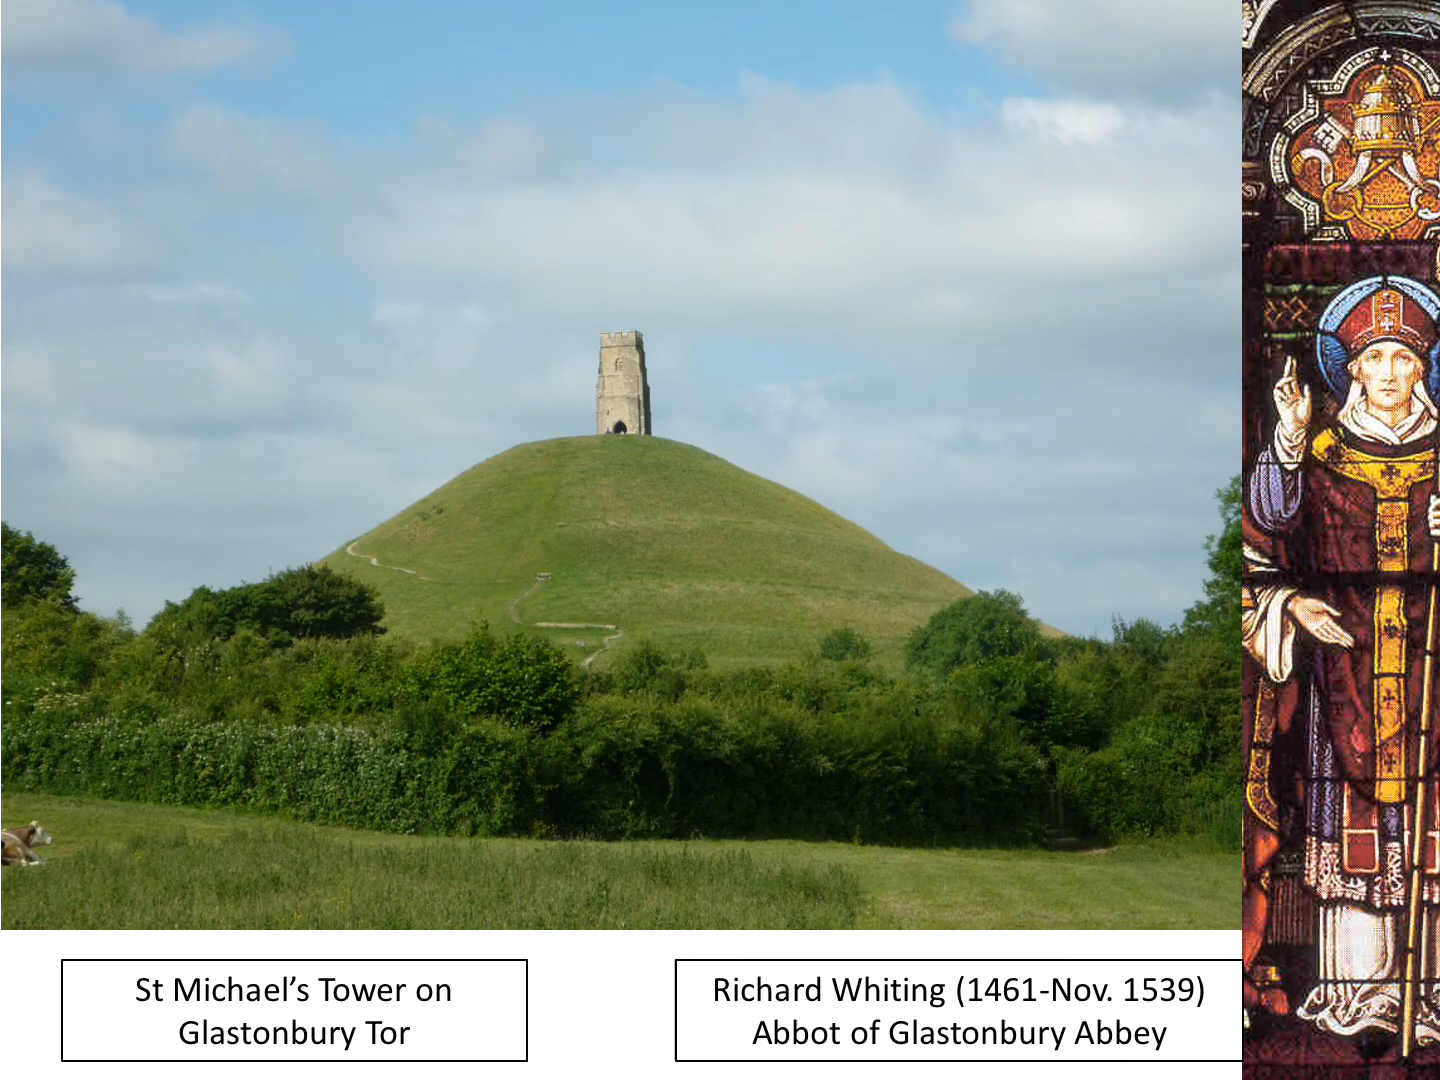 St Michael’s Tower on
Glastonbury Tor
Richard Whiting (1461-Nov. 1539)
Abbot of Glastonbury Abbey